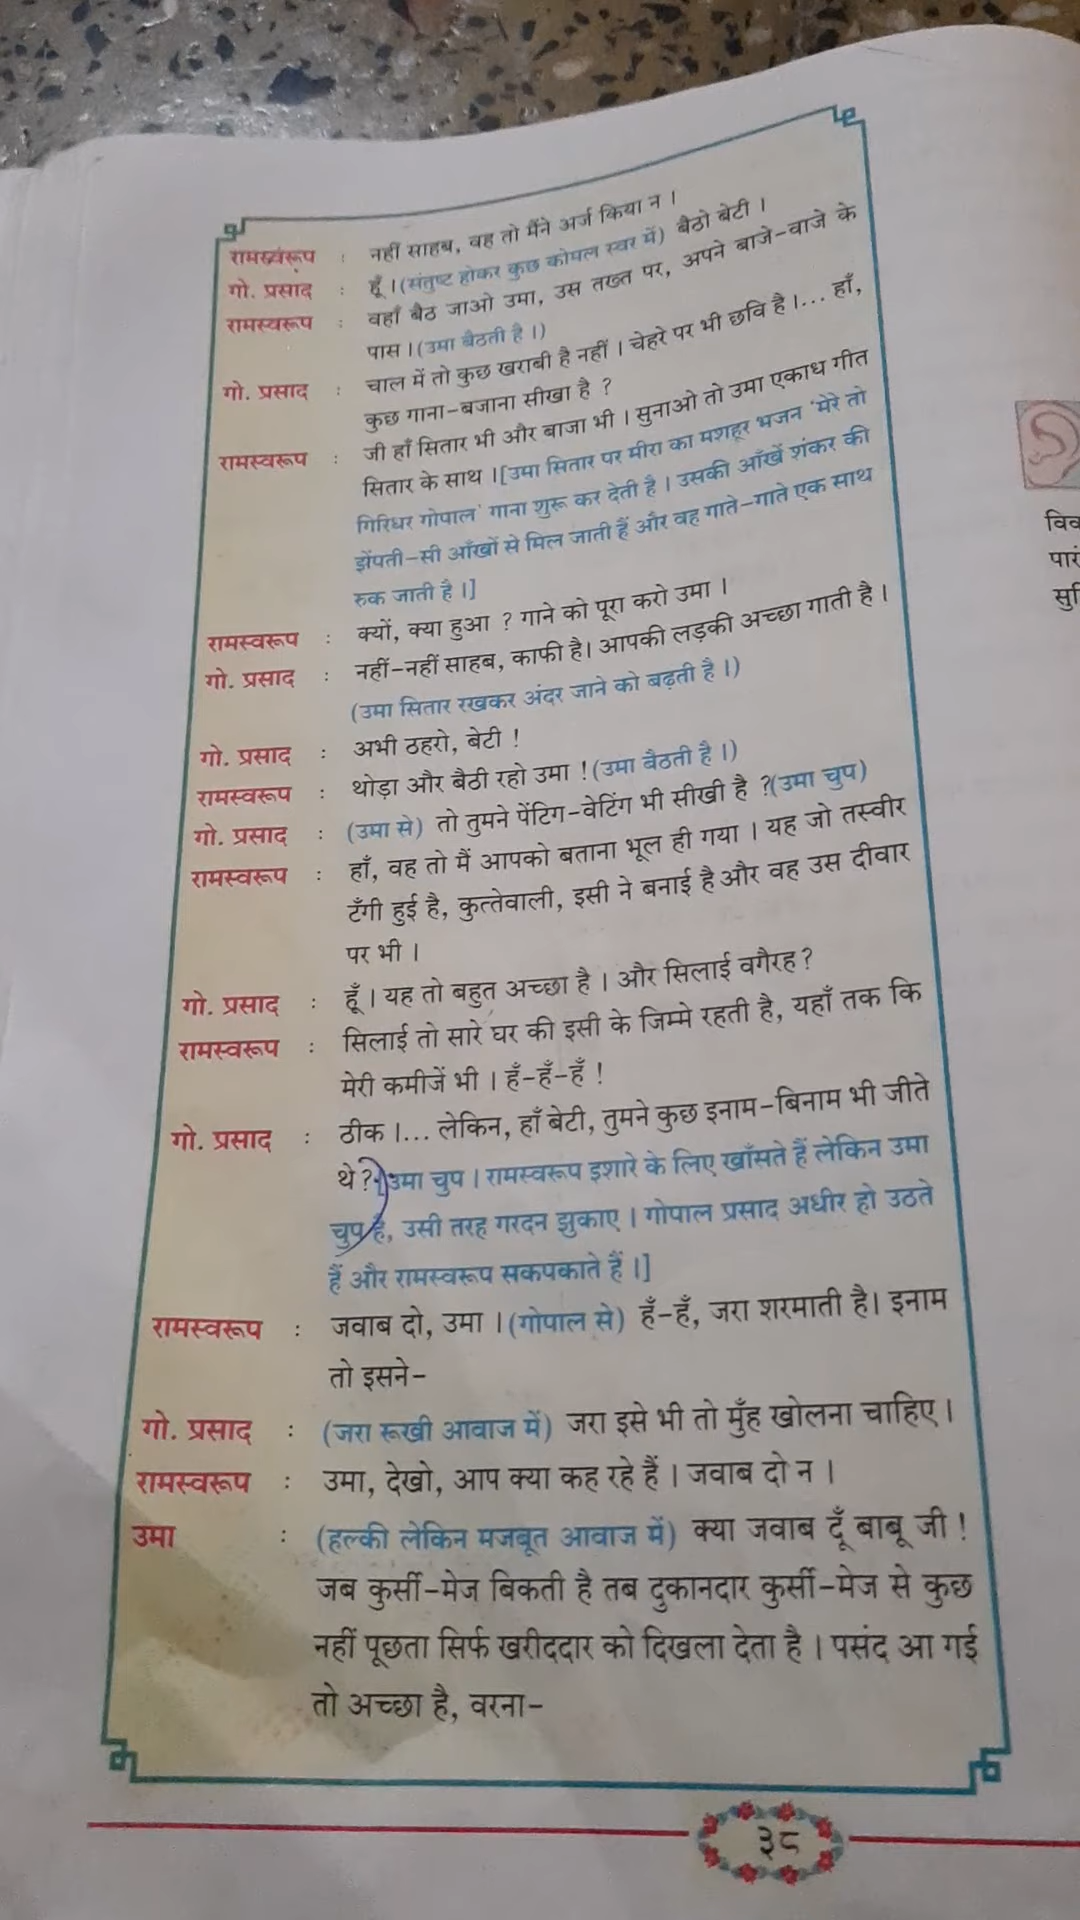 रामस्वरूप : नहीं साहब, वह तो मैंने अर्ज किया न ।
गो. प्रसाद : हूँ । (संतुष्ट होकर कुछ कोमल स्वर में) बैठो बेटी ।
रामस्वरूप : वहाँ बैठ जाओ उमा, उस तख्त पर, अपने बाजे-वाजे के
पास । (उमा बैठती है ।)
गो. प्रसाद : चाल में तो कुछ खराबी है नहीं । चेहरे पर भी छवि है ।... हाँ,
कुछ गाना-बजाना सीखा है ?
रामस्वरूप : जी हाँ सितार भी और बाजा भी । सुनाओ तो उमा एकाध गीत
सितार के साथ । [उमा सितार पर मीरा का मशहूर भजन 'मेरे तो
गिरिधर गोपाल' गाना शुरू कर देती है । उसकी आँखें शंकर की
झेंपती-सी आँखों से मिल जाती हैं और वह गाते-गाते एक साथ
रुक जाती है ।]
रामस्वरूप : क्यों, क्या हुआ ? गाने को पूरा करो उमा ।
गो. प्रसाद : नहीं-नहीं साहब, काफी है। आपकी लड़की अच्छा गाती है ।
(उमा सितार रखकर अंदर जाने को बढ़ती है ।)
गो. प्रसाद : अभी ठहरो, बेटी !
रामस्वरूप : थोड़ा और बैठी रहो उमा ! (उमा बैठती है ।)
गो. प्रसाद : (उमा से) तो तुमने पेंटिग-वेटिंग भी सीखी है ? (उमा चुप)
रामस्वरूप : हाँ, वह तो मैं आपको बताना भूल ही गया । यह जो तस्वीर
टँगी हुई है, कुत्तेवाली, इसी ने बनाई है और वह उस दीवार
पर भी ।
गो. प्रसाद : हूँ । यह तो बहुत अच्छा है । और सिलाई वगैरह ?
रामस्वरूप : सिलाई तो सारे घर की इसी के जिम्मे रहती है, यहाँ तक कि
मेरी कमीजें भी । हँ-हँ-हँ !
गो. प्रसाद : ठीक ।... लेकिन, हाँ बेटी, तुमने कुछ इनाम-बिनाम भी जीते
थे ? [उमा चुप । रामस्वरूप इशारे के लिए खाँसते हैं लेकिन उमा
चुप है, उसी तरह गरदन झुकाए । गोपाल प्रसाद अधीर हो उठते
हैं और रामस्वरूप सकपकाते हैं ।]
रामस्वरूप : जवाब दो, उमा । (गोपाल से) हँ-हँ, जरा शरमाती है। इनाम
तो इसने-
गो. प्रसाद : (जरा रूखी आवाज में) जरा इसे भी तो मुँह खोलना चाहिए ।
रामस्वरूप : उमा, देखो, आप क्या कह रहे हैं । जवाब दो न ।
उमा : (हल्की लेकिन मजबूत आवाज में) क्या जवाब दूँ बाबू जी !
जब कुर्सी-मेज बिकती है तब दुकानदार कुर्सी-मेज से कुछ
नहीं पूछता सिर्फ खरीददार को दिखला देता है । पसंद आ गई
तो अच्छा है, वरना-
३८